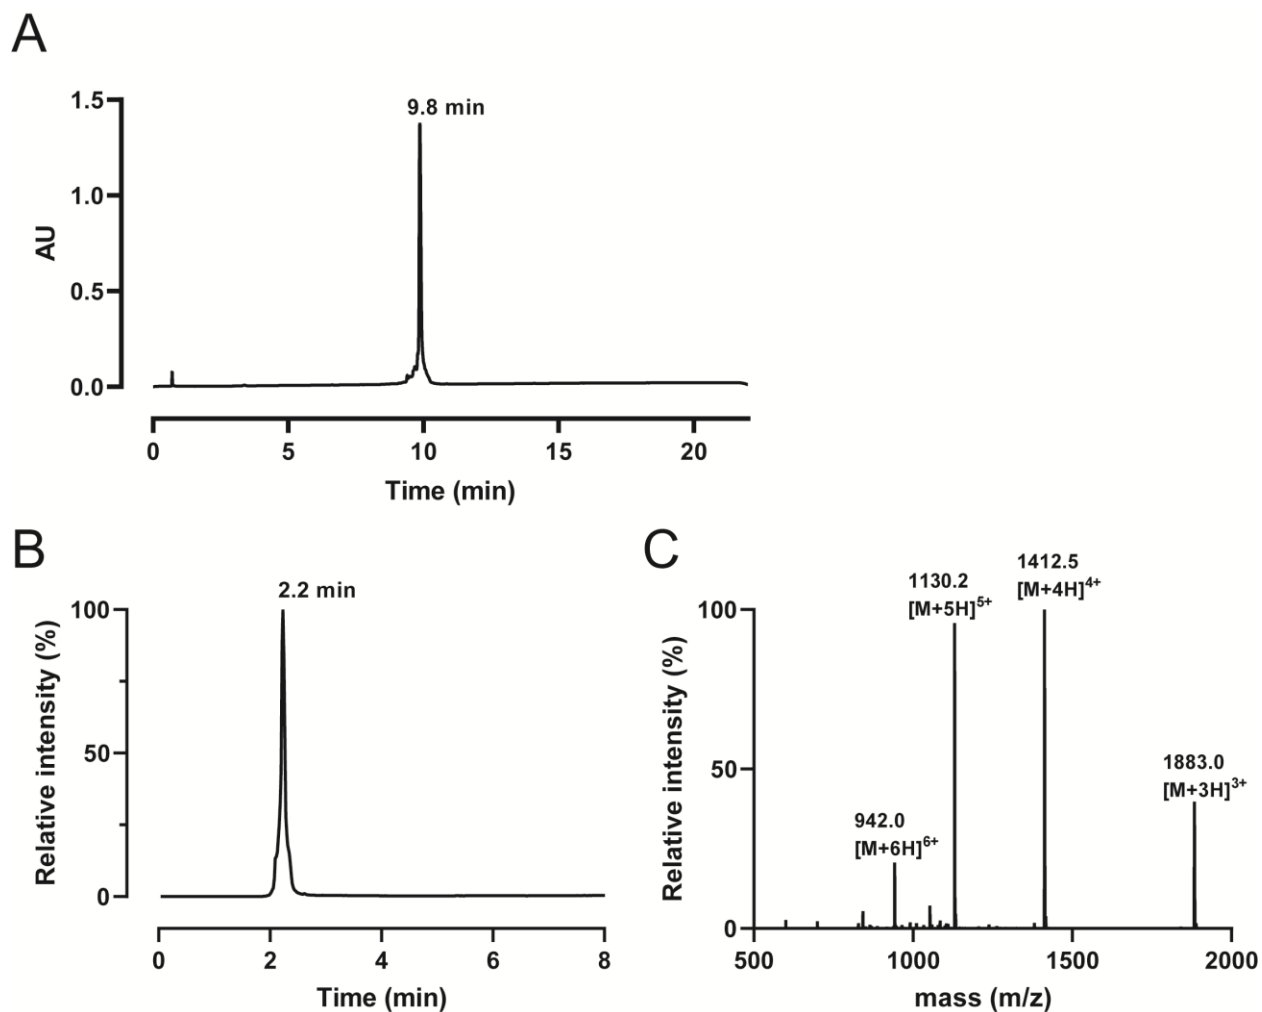 A
9.8 min
1.5
1.0
0.5
0.0
AU
0 5 10 15 20
Time (min)
B
2.2 min
100
50
0
Relative intensity (%)
0 2 4 6 8
Time (min)
C
1412.5
[M+4H]4+
1130.2
[M+5H]5+
1883.0
[M+3H]3+
942.0
[M+6H]6+
100
50
0
Relative intensity (%)
500 1000 1500 2000
mass (m/z)